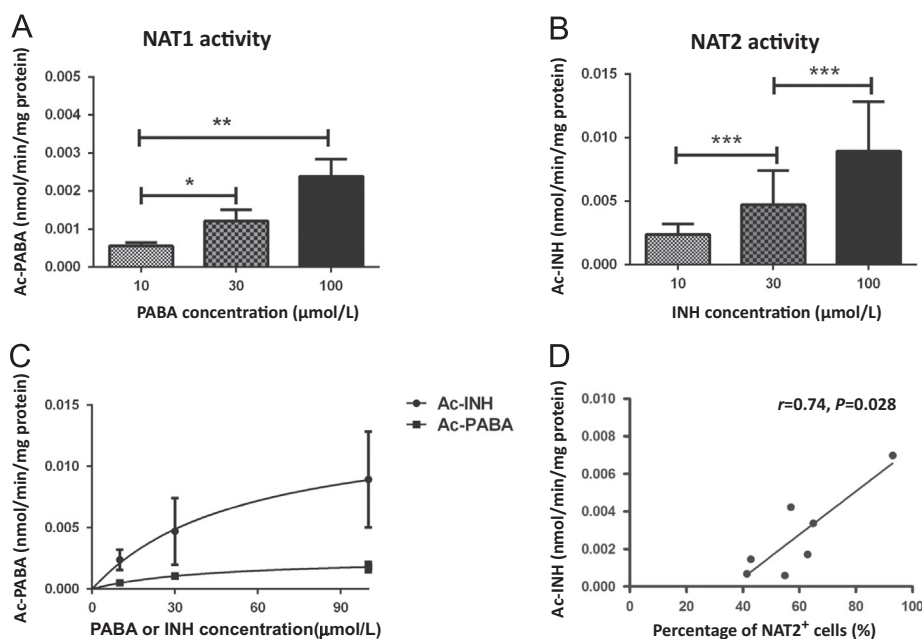 A
NAT1 activity
Ac-PABA (nmol/min/mg protein)
0.005
0.004
0.003
0.002
0.001
0.000
**
*
10
30
100
PABA concentration (µmol/L)
B
NAT2 activity
Ac-INH (nmol/min/mg protein)
0.015
0.010
0.005
0.000
***
***
10
30
100
INH concentration (µmol/L)
C
Ac-PABA (nmol/min/mg protein)
0.015
0.010
0.005
0.000
0
30
60
90
PABA or INH concentration(µmol/L)
Ac-INH
Ac-PABA
D
Ac-INH (nmol/min/mg protein)
0.010
0.008
0.006
0.004
0.002
0.000
r=0.74, P=0.028
0
20
40
60
80
100
Percentage of NAT2⁺ cells (%)